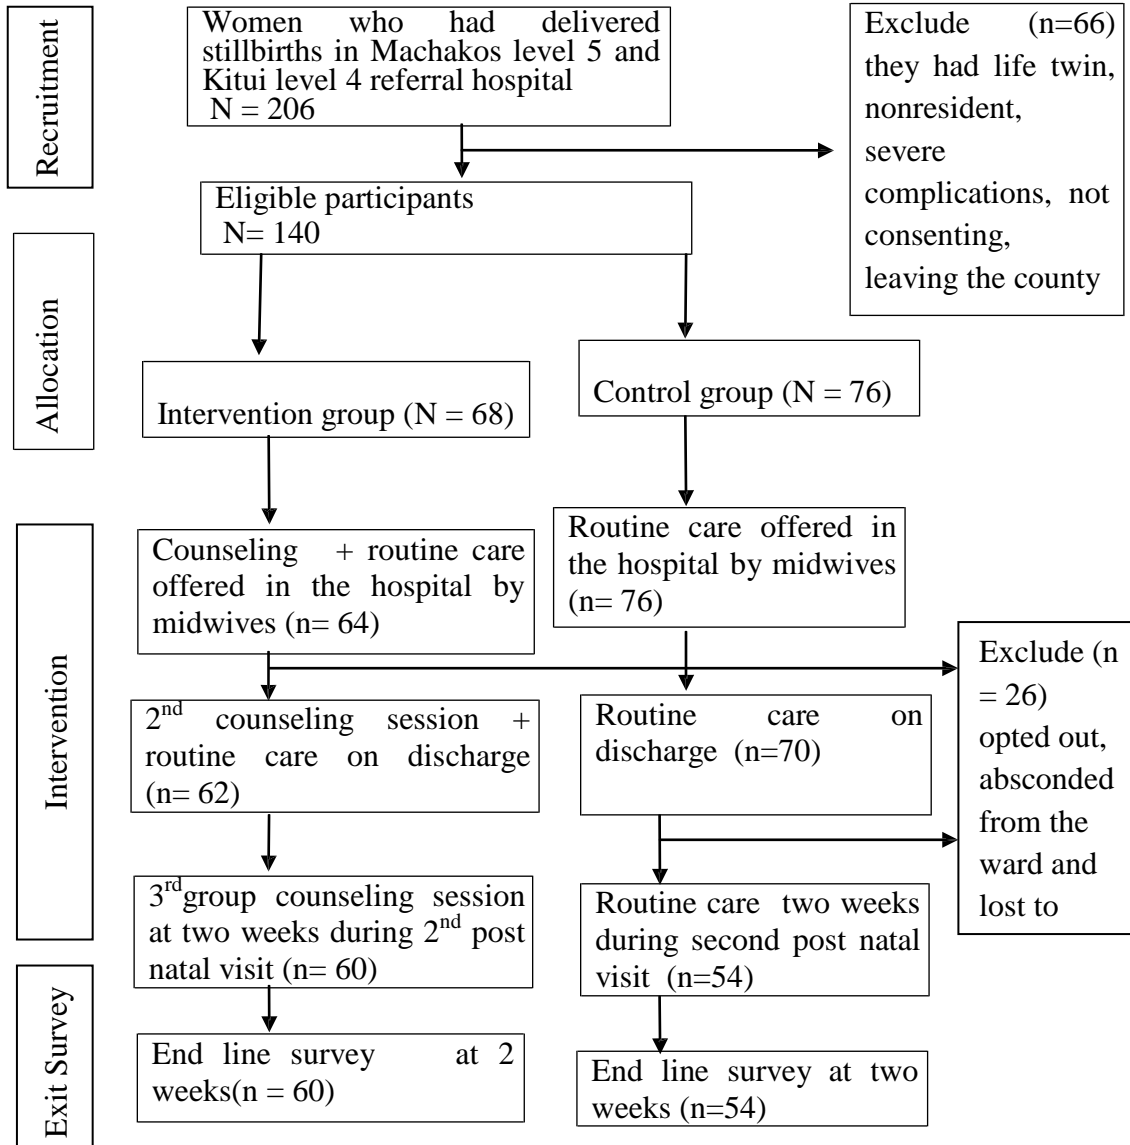 Recruitment
Women who had delivered
stillbirths in Machakos level 5 and
Kitui level 4 referral hospital
N = 206
Exclude (n=66)
they had life twin,
nonresident,
severe
complications, not
consenting,
leaving the county
Eligible participants
N= 140
Allocation
Intervention group (N = 68)
Control group (N = 76)
Intervention
Counseling + routine care
offered in the hospital by
midwives (n= 64)
Routine care offered in
the hospital by midwives
(n= 76)
Exclude (n
= 26)
opted out,
absconded
from the
ward and
lost to
2nd counseling session +
routine care on discharge
(n= 62)
Routine care on
discharge (n=70)
3rdgroup counseling session
at two weeks during 2nd post
natal visit (n= 60)
Routine care two weeks
during second post natal
visit (n=54)
Exit Survey
End line survey at 2
weeks(n = 60)
End line survey at two
weeks (n=54)